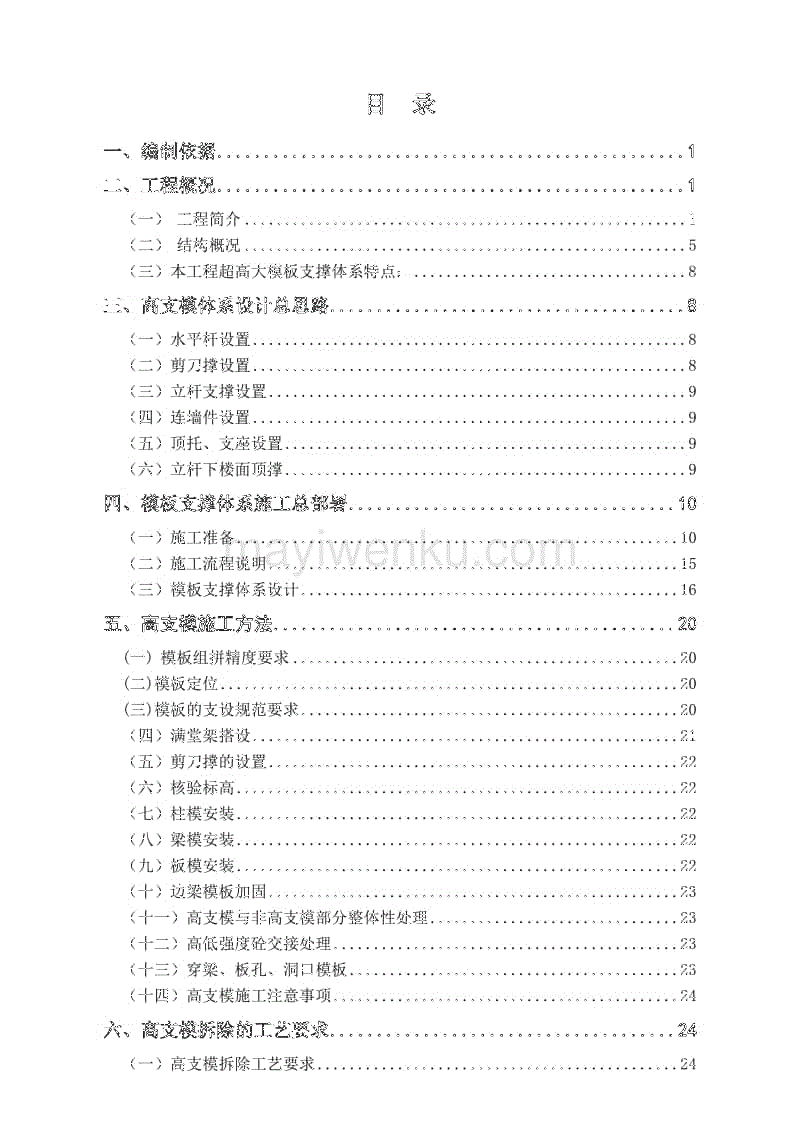 目 录
一、编制依据......................................................1
二、工程概况......................................................1
（一） 工程简介......................................................1
（二） 结构概况......................................................5
（三）本工程超高大模板支撑体系特点：......................................8
三、高支模体系设计总思路..........................................8
（一）水平杆设置....................................................8
（二）剪刀撑设置....................................................8
（三）立杆支撑设置..................................................9
（四）连墙件设置....................................................9
（五）顶托、支座设置................................................9
（六）立杆下楼面顶撑................................................9
四、模板支撑体系施工总部署........................................10
（一）施工准备......................................................10
mayiwenku.com
（二）施工流程说明..................................................15
（三）模板支撑体系设计..............................................16
五、高支模施工方法................................................20
(一) 模板组拼精度要求................................................20
(二)模板定位........................................................20
(三)模板的支设规范要求..............................................20
（四）满堂架搭设....................................................21
（五）剪刀撑的设置..................................................22
（六）核验标高......................................................22
（七）柱模安装......................................................22
（八）梁模安装......................................................22
（九）板模安装......................................................22
（十）边梁模板加固..................................................23
（十一）高支模与非高支模部分整体性处理..............................23
（十二）高低强度砼交接处理..........................................23
（十三）穿梁、板孔、洞口模板........................................23
（十四）高支模施工注意事项..........................................24
六、高支模拆除的工艺要求..........................................24
（一）高支模拆除工艺要求............................................24